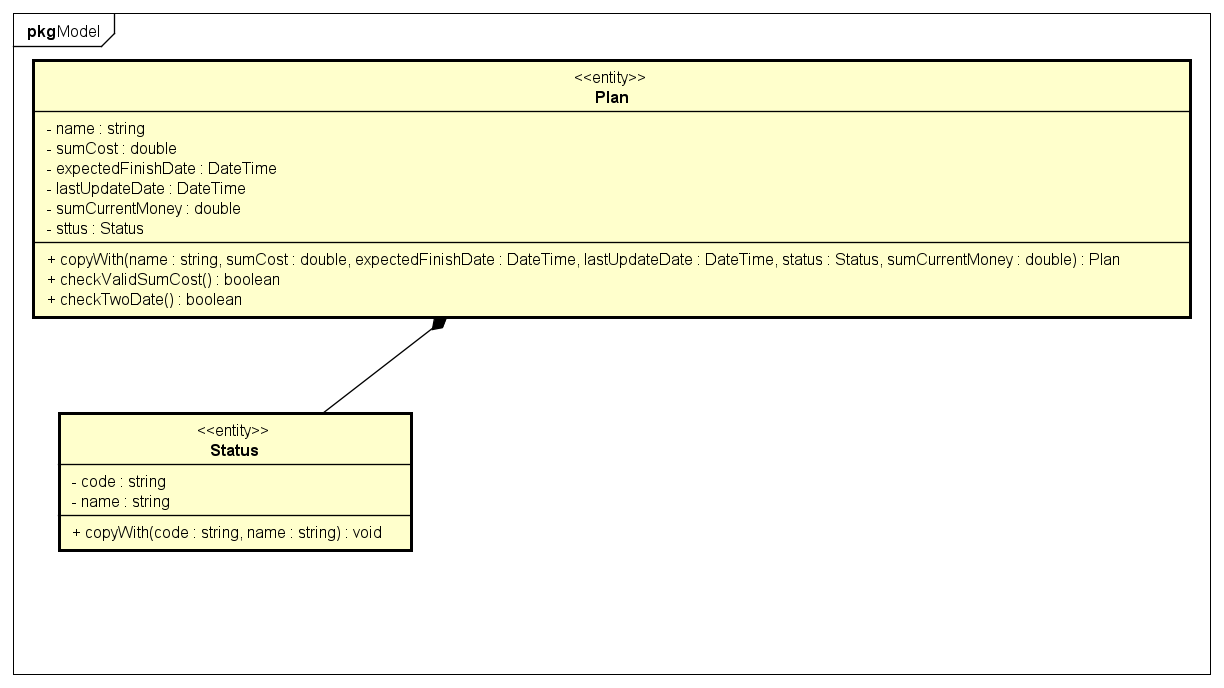 pkgModel
<<entity>>
Plan
- name : string
- sumCost : double
- expectedFinishDate : DateTime
- lastUpdateDate : DateTime
- sumCurrentMoney : double
- sttus : Status
+ copyWith(name : string, sumCost : double, expectedFinishDate : DateTime, lastUpdateDate : DateTime, status : Status, sumCurrentMoney : double) : Plan
+ checkValidSumCost() : boolean
+ checkTwoDate() : boolean
<<entity>>
Status
- code : string
- name : string
+ copyWith(code : string, name : string) : void